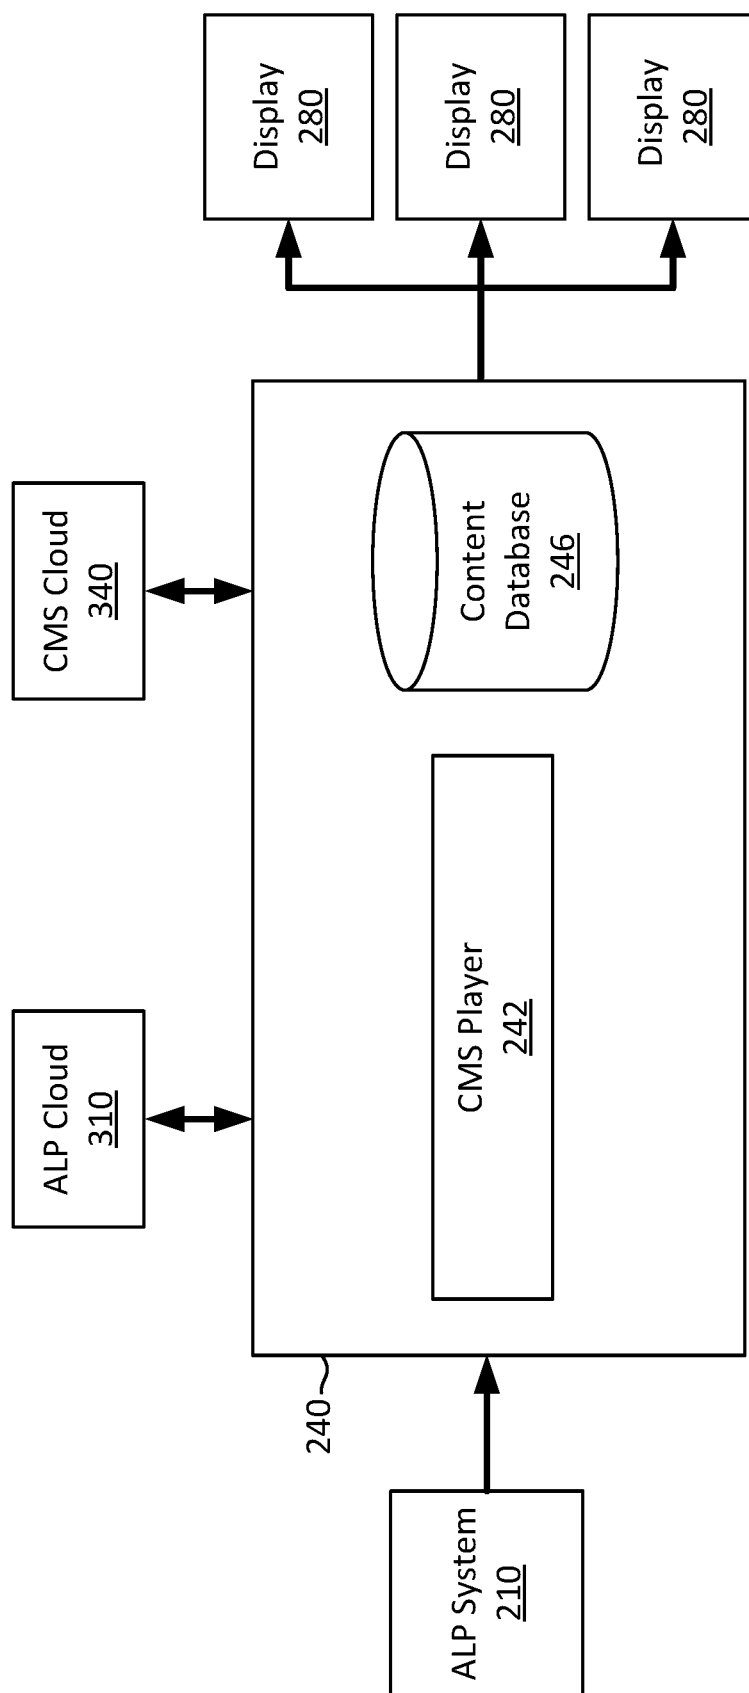 ALP Cloud
310
CMS Cloud
340
240
ALP System
210
CMS Player
242
Content
Database
246
Display
280
Display
280
Display
280